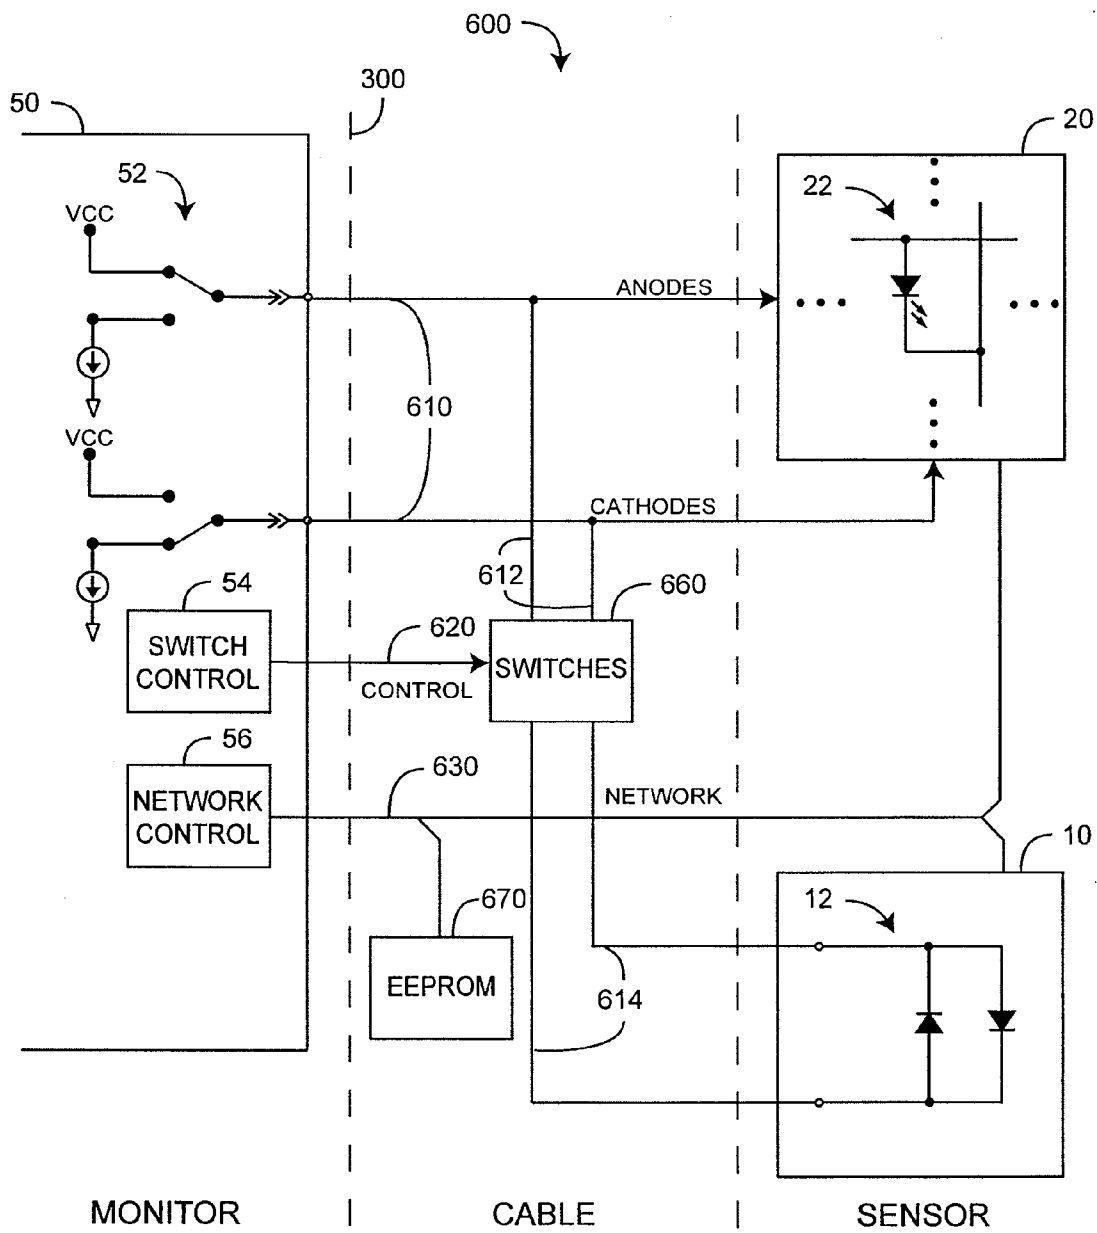 600
300
50
20
52
22
VCC
ANODES
610
VCC
CATHODES
612
660
54
620
SWITCH
CONTROL
SWITCHES
CONTROL
56
630
NETWORK
NETWORK
CONTROL
10
670
12
EEPROM
614
MONITOR
CABLE
SENSOR